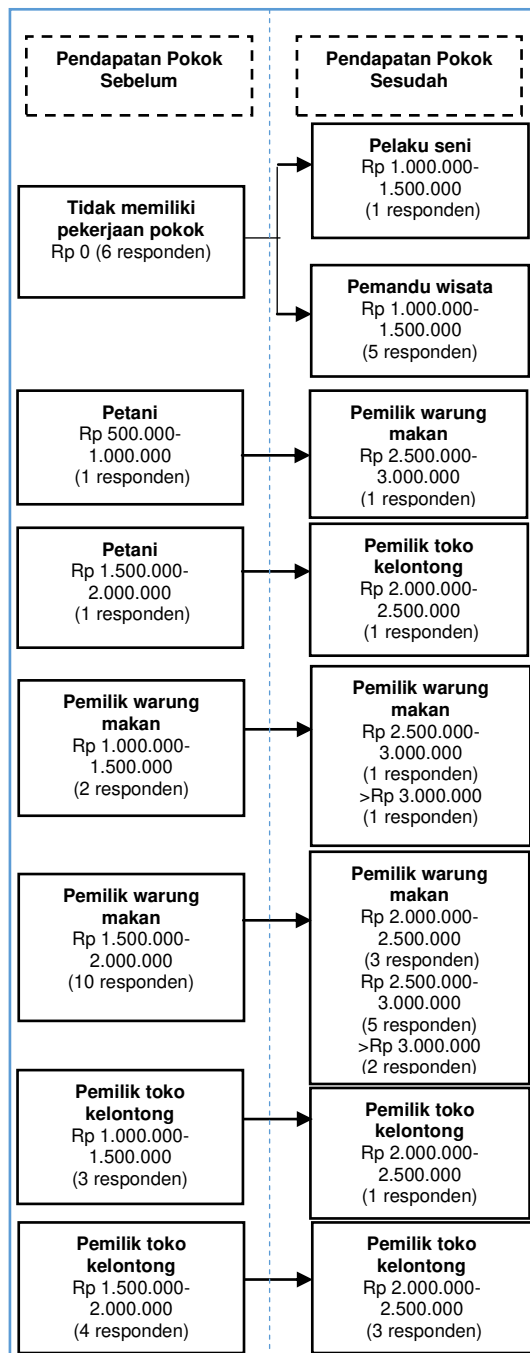 Pendapatan Pokok
Sebelum
Pendapatan Pokok
Sesudah
Tidak memiliki
pekerjaan pokok
Rp 0 (6 responden)
Pelaku seni
Rp 1.000.000-
1.500.000
(1 responden)
Pemandu wisata
Rp 1.000.000-
1.500.000
(5 responden)
Petani
Rp 500.000-
1.000.000
(1 responden)
Pemilik warung
makan
Rp 2.500.000-
3.000.000
(1 responden)
Petani
Rp 1.500.000-
2.000.000
(1 responden)
Pemilik toko
kelontong
Rp 2.000.000-
2.500.000
(1 responden)
Pemilik warung
makan
Rp 1.000.000-
1.500.000
(2 responden)
Pemilik warung
makan
Rp 2.500.000-
3.000.000
(1 responden)
>Rp 3.000.000
(1 responden)
Pemilik warung
makan
Rp 1.500.000-
2.000.000
(10 responden)
Pemilik warung
makan
Rp 2.000.000-
2.500.000
(3 responden)
Rp 2.500.000-
3.000.000
(5 responden)
>Rp 3.000.000
(2 responden)
Pemilik toko
kelontong
Rp 1.000.000-
1.500.000
(3 responden)
Pemilik toko
kelontong
Rp 2.000.000-
2.500.000
(1 responden)
Pemilik toko
kelontong
Rp 1.500.000-
2.000.000
(4 responden)
Pemilik toko
kelontong
Rp 2.000.000-
2.500.000
(3 responden)